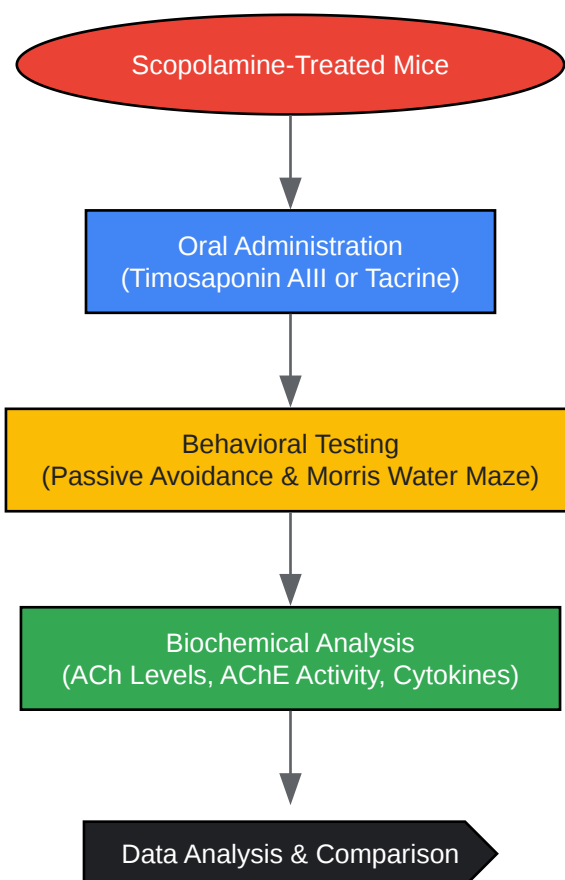 Scopolamine-Treated Mice
Oral Administration
(Timosaponin AIII or Tacrine)
Behavioral Testing
(Passive Avoidance & Morris Water Maze)
Biochemical Analysis
(ACh Levels, AChE Activity, Cytokines)
Data Analysis & Comparison